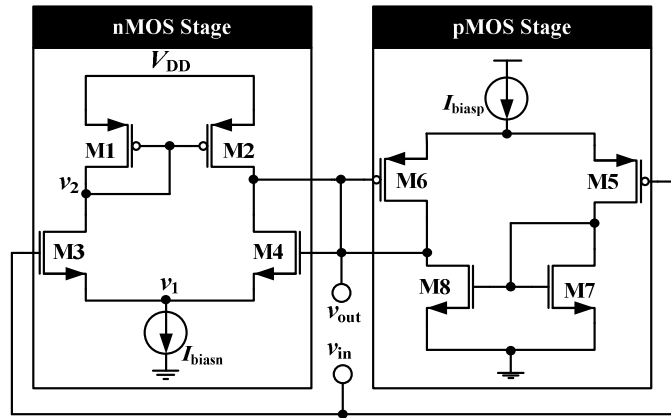 nMOS Stage
pMOS Stage
VDD
Ibiasp
M1
M2
M6
M5
v2
M3
M4
M8
M7
v1
vout
Ibiasn
vin